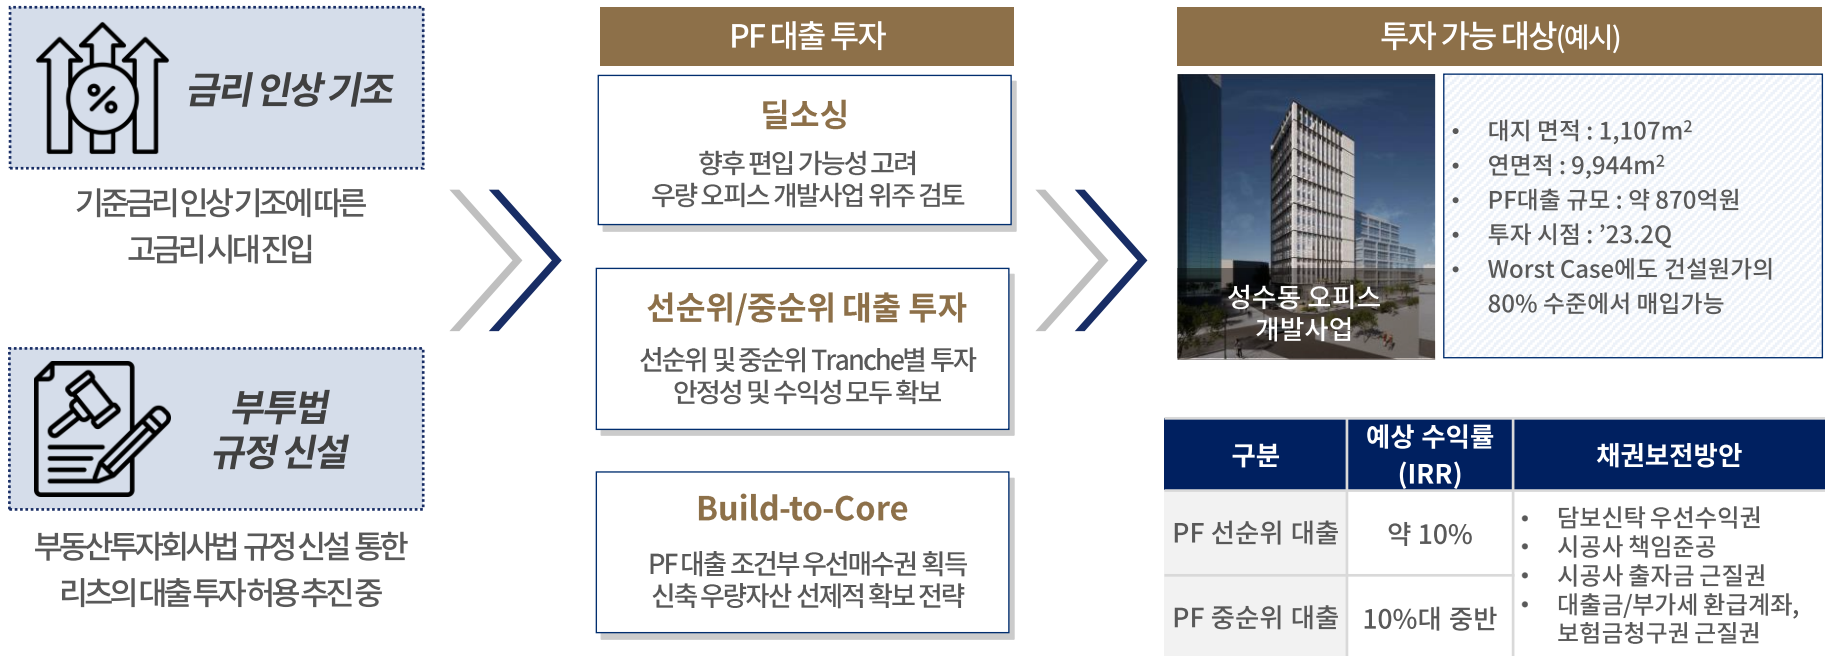 금리 인상 기조
기준금리 인상 기조에 따른
고금리 시대 진입
부투법
규정 신설
부동산투자회사법 규정 신설 통한
리츠의 대출 투자 허용 추진 중
PF 대출 투자
딜소싱
향후 편입 가능성 고려
우량 오피스 개발사업 위주 검토
선순위/중순위 대출 투자
선순위 및 중순위 Tranche별 투자
안정성 및 수익성 모두 확보
Build-to-Core
PF 대출 조건부 우선매수권 획득
신축 우량자산 선제적 확보 전략
투자 가능 대상(예시)
성수동 오피스
개발사업
• 대지 면적 : 1,107m²
• 연면적 : 9,944m²
• PF대출 규모 : 약 870억원
• 투자 시점 : ’23.2Q
• Worst Case에도 건설원가의
80% 수준에서 매입가능
구분
예상 수익률
(IRR)
채권보전방안
PF 선순위 대출
약 10%
PF 중순위 대출
10%대 중반
• 담보신탁 우선수익권
• 시공사 책임준공
• 시공사 출자금 근질권
• 대출금/부가세 환급계좌,
보험금청구권 근질권